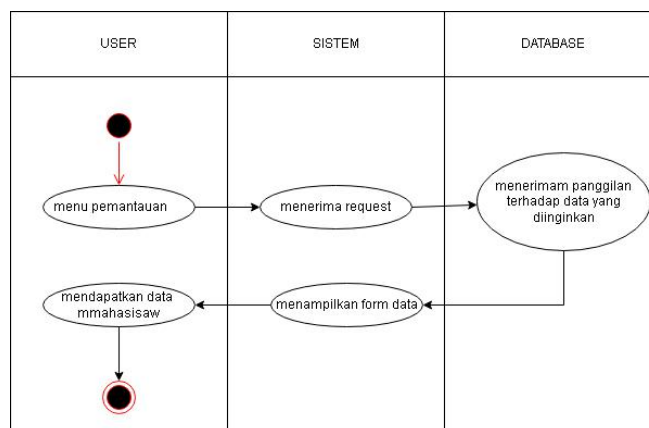 USER
SISTEM
DATABASE
menu pemantauan
menerima request
menerimam panggilan
terhadap data yang
diinginkan
mendapatkan data
mmahasisaw
menampilkan form data